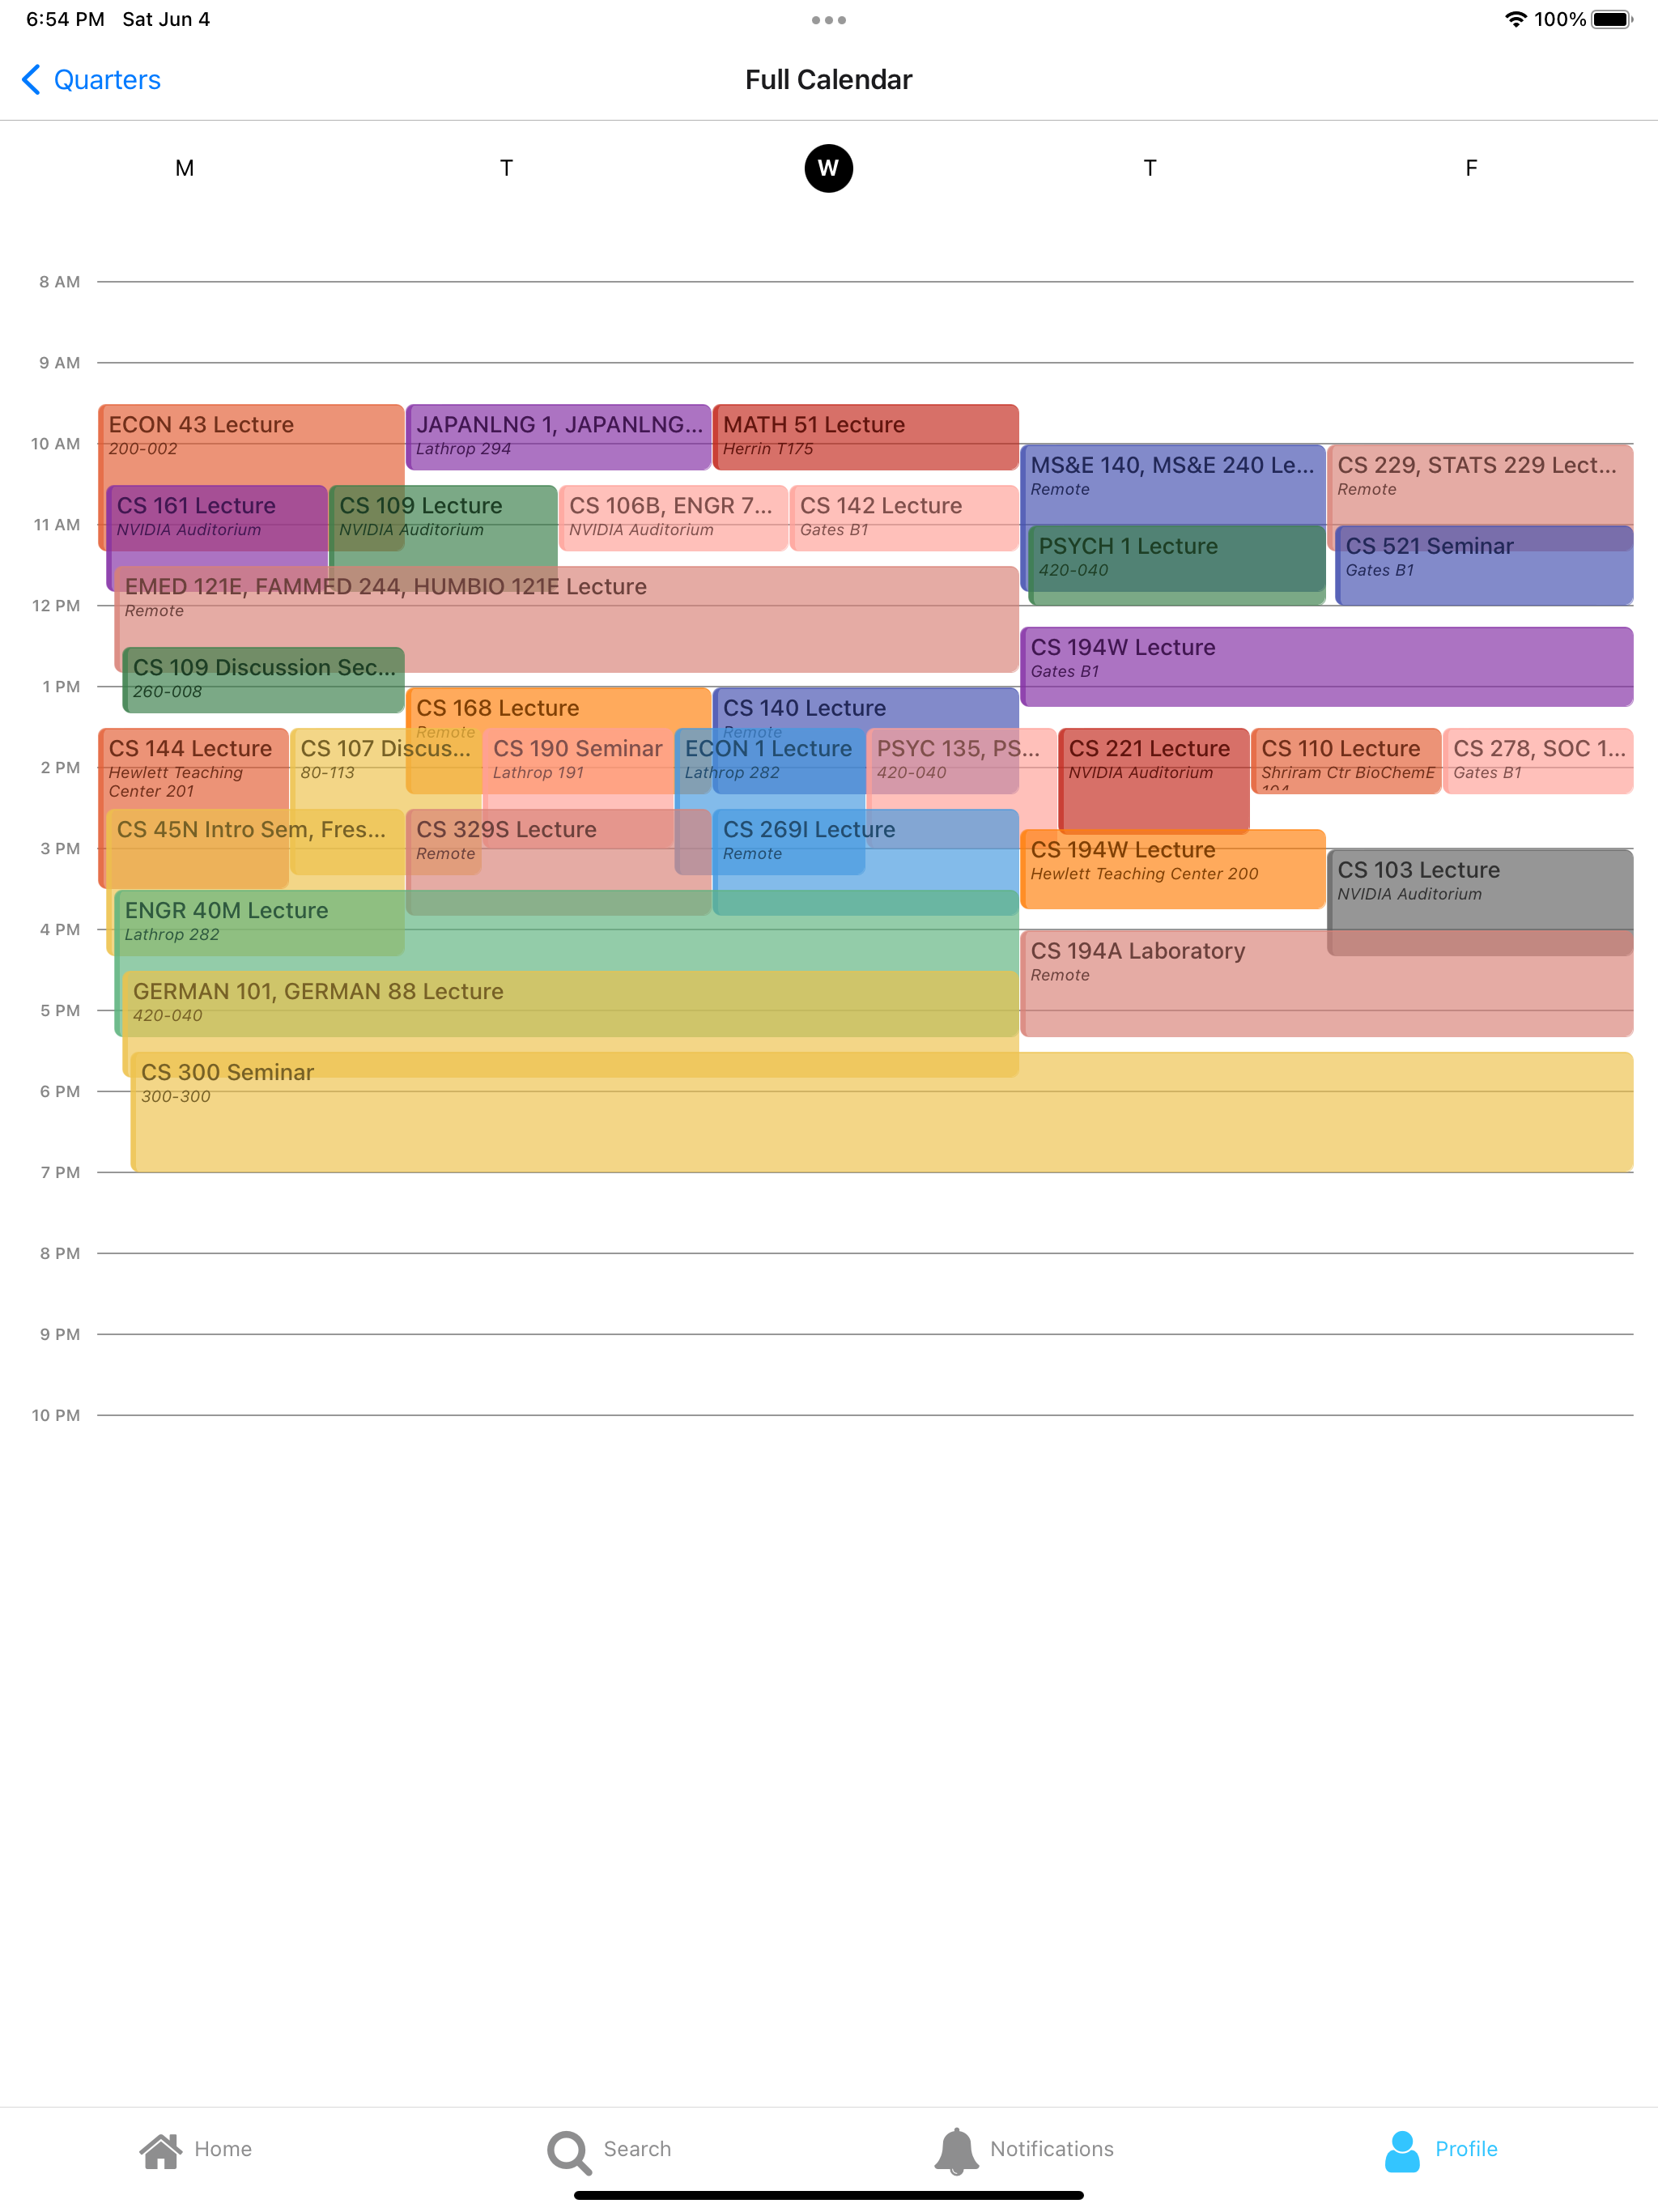 6:54 PM Sat Jun 4
100%
Quarters
Full Calendar
M T W T F
8 AM
9 AM
ECON 43 Lecture
200-002
JAPANLNG 1, JAPANLNG...
Lathrop 294
MATH 51 Lecture
Herrin T175
10 AM
MS&E 140, MS&E 240 Le...
Remote
CS 229, STATS 229 Lect...
Remote
CS 161 Lecture
NVIDIA Auditorium
CS 109 Lecture
NVIDIA Auditorium
CS 106B, ENGR 7...
NVIDIA Auditorium
CS 142 Lecture
Gates B1
11 AM
PSYCH 1 Lecture
420-040
CS 521 Seminar
Gates B1
EMED 121E, FAMMED 244, HUMBIO 121E Lecture
Remote
12 PM
CS 194W Lecture
Gates B1
CS 109 Discussion Sec...
260-008
1 PM
CS 168 Lecture
Remote
CS 140 Lecture
Remote
CS 144 Lecture
Hewlett Teaching
Center 201
CS 107 Discus...
80-113
CS 190 Seminar
Lathrop 191
ECON 1 Lecture
Lathrop 282
PSYC 135, PS...
420-040
CS 221 Lecture
NVIDIA Auditorium
CS 110 Lecture
Shriram Ctr BioChemE
104
CS 278, SOC 1...
Gates B1
2 PM
CS 45N Intro Sem, Fres...
CS 329S Lecture
Remote
CS 269I Lecture
Remote
CS 194W Lecture
Hewlett Teaching Center 200
3 PM
CS 103 Lecture
NVIDIA Auditorium
ENGR 40M Lecture
Lathrop 282
4 PM
CS 194A Laboratory
Remote
GERMAN 101, GERMAN 88 Lecture
420-040
5 PM
CS 300 Seminar
300-300
6 PM
7 PM
8 PM
9 PM
10 PM
Home
Search
Notifications
Profile